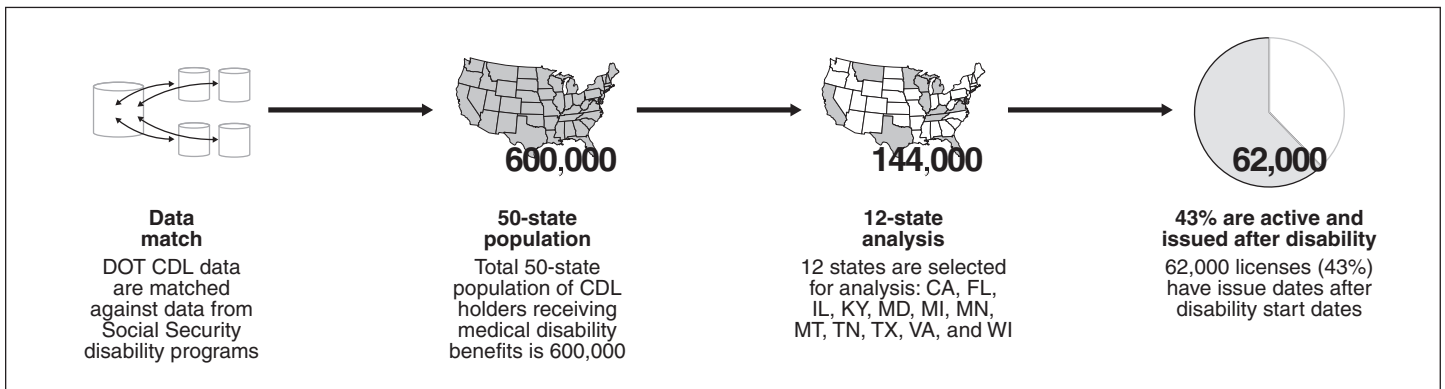 600,000
144,000
62,000
Data
match
DOT CDL data
are matched
against data from
Social Security
disability programs
50-state
population
Total 50-state
population of CDL
holders receiving
medical disability
benefits is 600,000
12-state
analysis
12 states are selected
for analysis: CA, FL,
IL, KY, MD, MI, MN,
MT, TN, TX, VA, and WI
43% are active and
issued after disability
62,000 licenses (43%)
have issue dates after
disability start dates